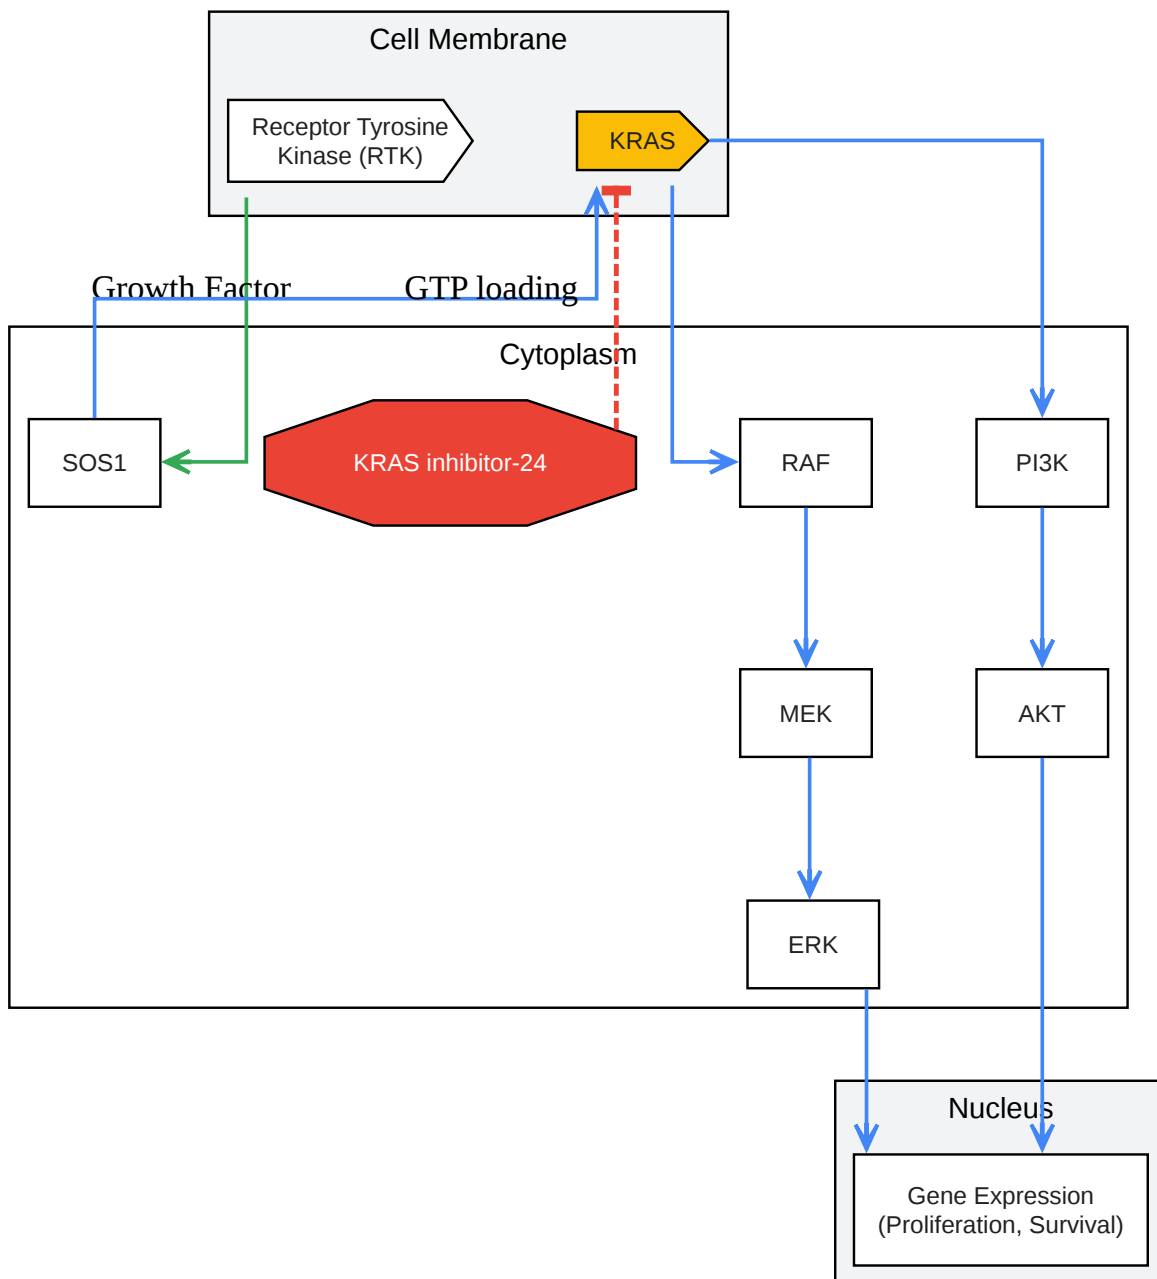 Cell Membrane
Receptor Tyrosine
Kinase (RTK)
KRAS
Growth Factor
GTP loading
Cytoplasm
SOS1
KRAS inhibitor-24
RAF
PI3K
MEK
AKT
ERK
Nucleus
Gene Expression
(Proliferation, Survival)